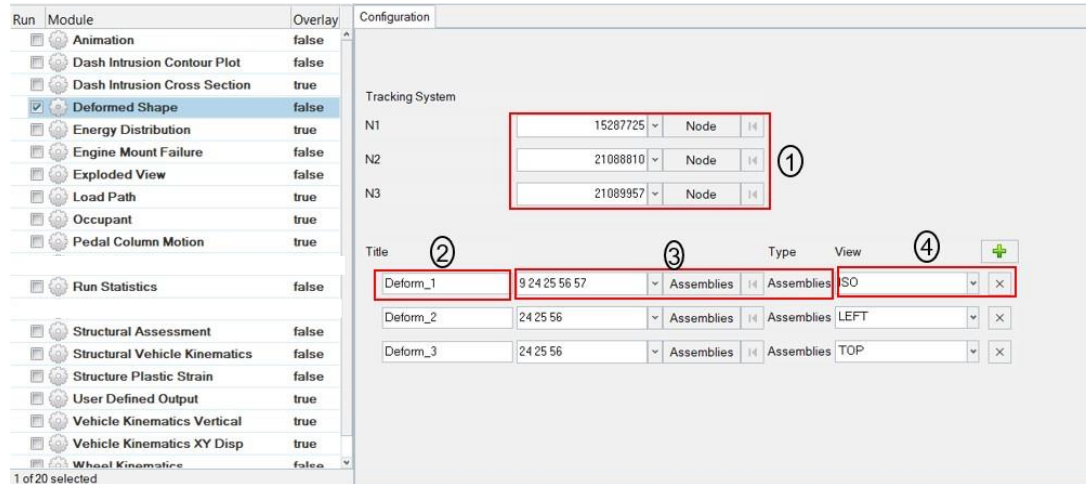 Run Module Overlay
Animation false
Dash Intrusion Contour Plot false
Dash Intrusion Cross Section true
Deformed Shape false
Energy Distribution true
Engine Mount Failure false
Exploded View false
Load Path true
Occupant true
Pedal Column Motion true
Run Statistics false
Structural Assessment false
Structural Vehicle Kinematics false
Structure Plastic Strain false
User Defined Output true
Vehicle Kinematics Vertical true
Vehicle Kinematics XY Disp true
Wheel Kinematics false
1 of 20 selected
Configuration
Tracking System
N1 15287725 Node
N2 21088810 Node
N3 21089957 Node
1
Title 2 3 Type View 4
Deform_1 9 24 25 56 57 Assemblies Assemblies ISO
Deform_2 24 25 56 Assemblies Assemblies LEFT
Deform_3 24 25 56 Assemblies Assemblies TOP